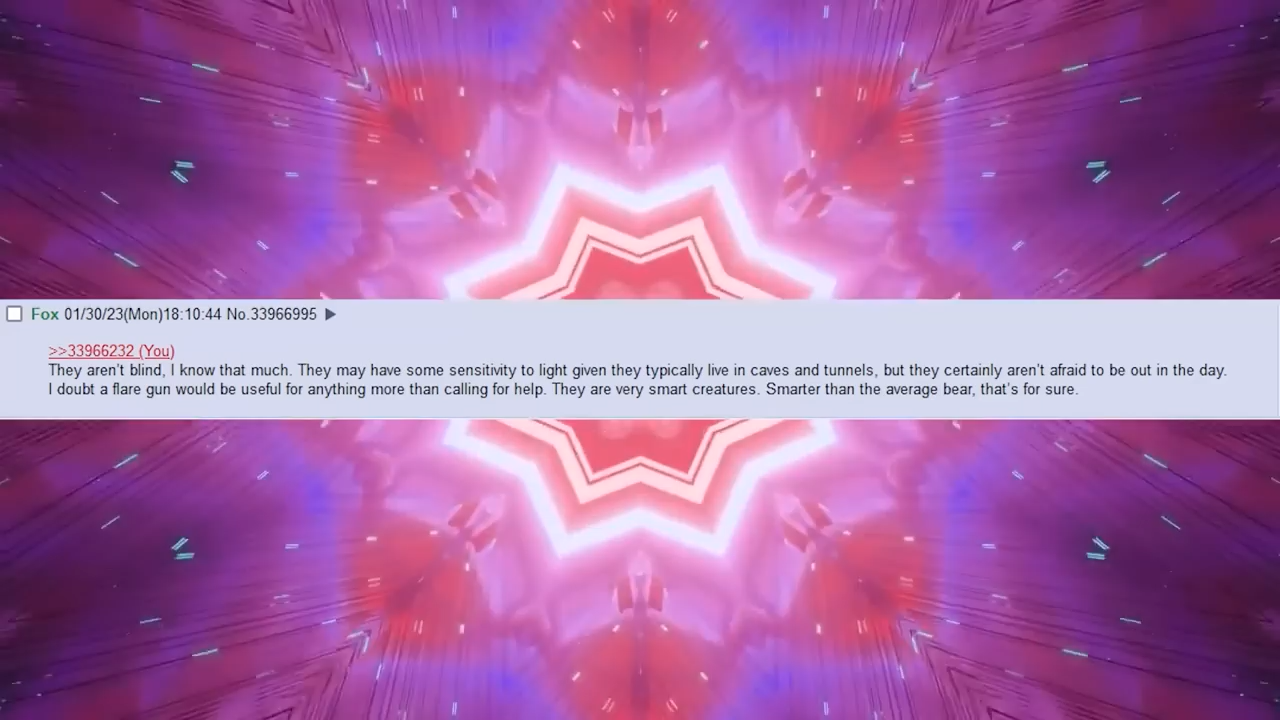 Fox 01/30/23(Mon)18:10:44 No.33966995 ▶
>>33966232 (You)
They aren't blind, I know that much. They may have some sensitivity to light given they typically live in caves and tunnels, but they certainly aren't afraid to be out in the day.
I doubt a flare gun would be useful for anything more than calling for help. They are very smart creatures. Smarter than the average bear, that's for sure.